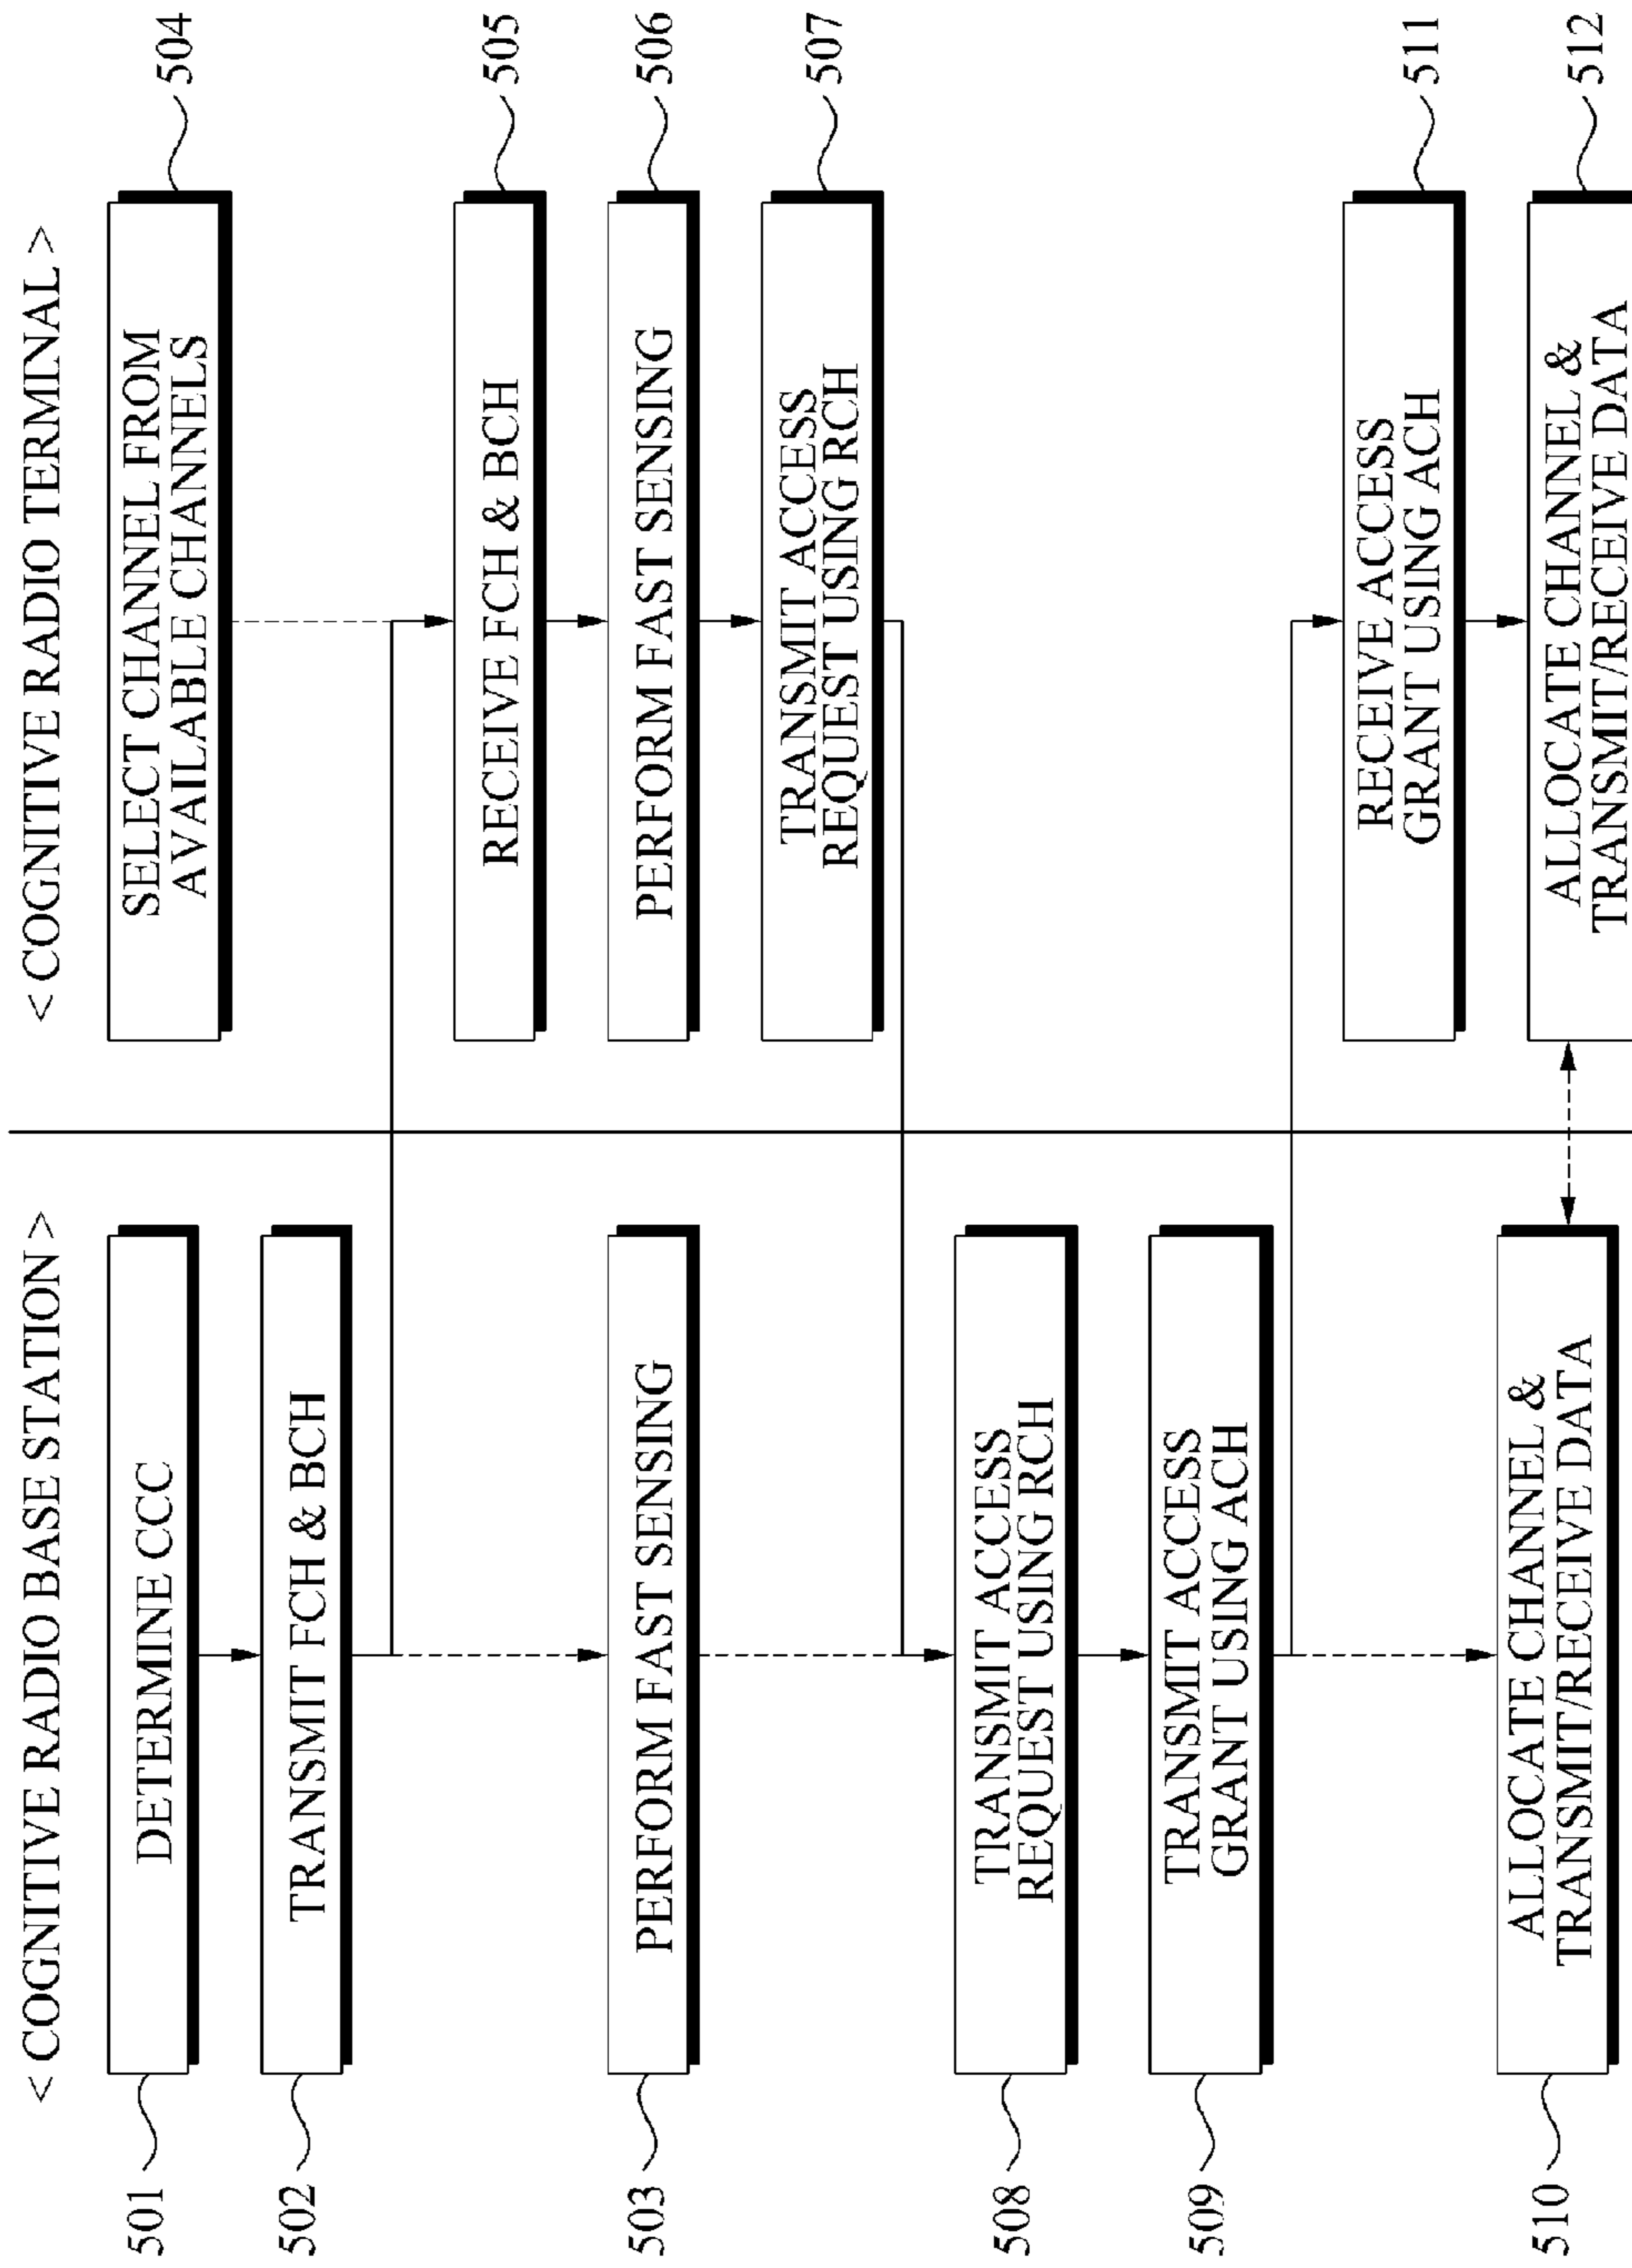 < COGNITIVE RADIO BASE STATION >
501
DETERMINE CCC
502
TRANSMIT FCH & BCH
503
PERFORM FAST SENSING
508
TRANSMIT ACCESS
REQUEST USING RCH
509
TRANSMIT ACCESS
GRANT USING ACH
510
ALLOCATE CHANNEL &
TRANSMIT/RECEIVE DATA
< COGNITIVE RADIO TERMINAL >
SELECT CHANNEL FROM
AVAILABLE CHANNELS
504
RECEIVE FCH & BCH
505
PERFORM FAST SENSING
506
TRANSMIT ACCESS
REQUEST USING RCH
507
RECEIVE ACCESS
GRANT USING ACH
511
ALLOCATE CHANNEL &
TRANSMIT/RECEIVE DATA
512